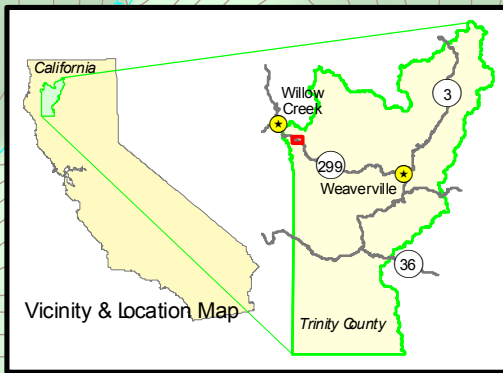 California
Willow
Creek
3
299
Weaverville
36
Vicinity & Location Map
Trinity County